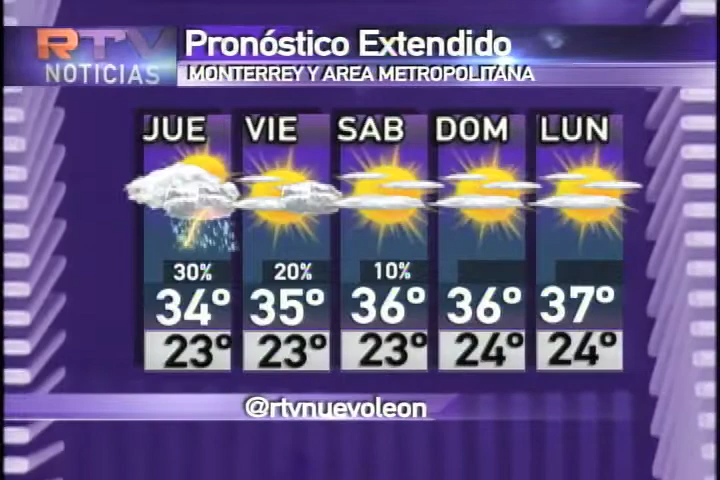 RTV
NOTICIAS
Pronóstico Extendido
MONTERREY Y AREA METROPOLITANA
JUE VIE SAB DOM LUN
30% 20% 10%
34° 35° 36° 36° 37°
23° 23° 23° 24° 24°
@rtvnuevoleon